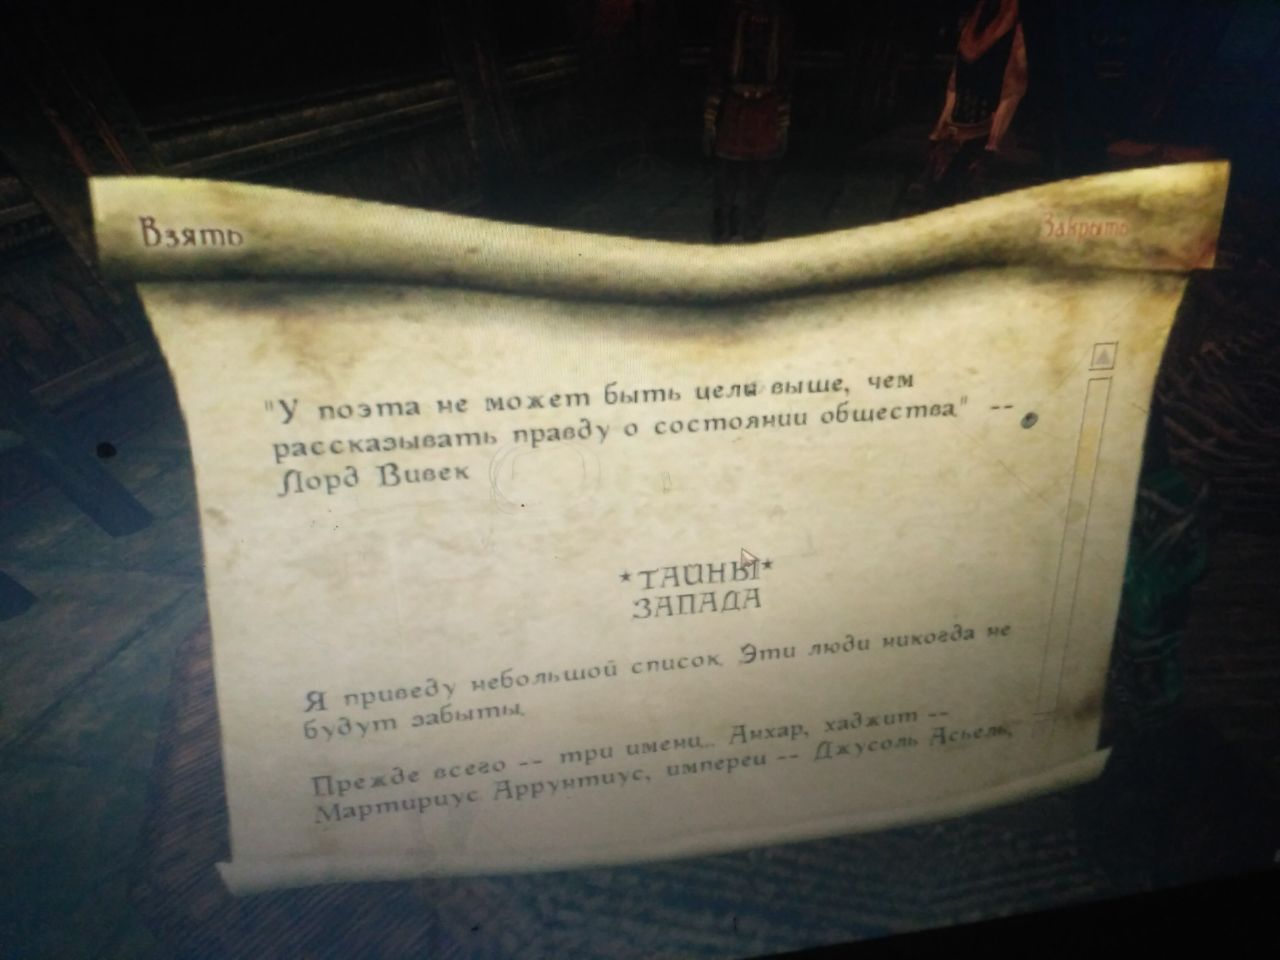 Взять
Закрыть
"У поэта не может быть цели выше, чем
рассказывать правду о состоянии общества" --
Лорд Вивек
*ТАЙНЫ*
ЗАПАДА
Я приведу небольшой список. Эти люди никогда не
будут забыты.
Прежде всего -- три имени... Анхар, хаджит --
Мартириус Аррунтиус, импереи -- Джусоль Асьель,